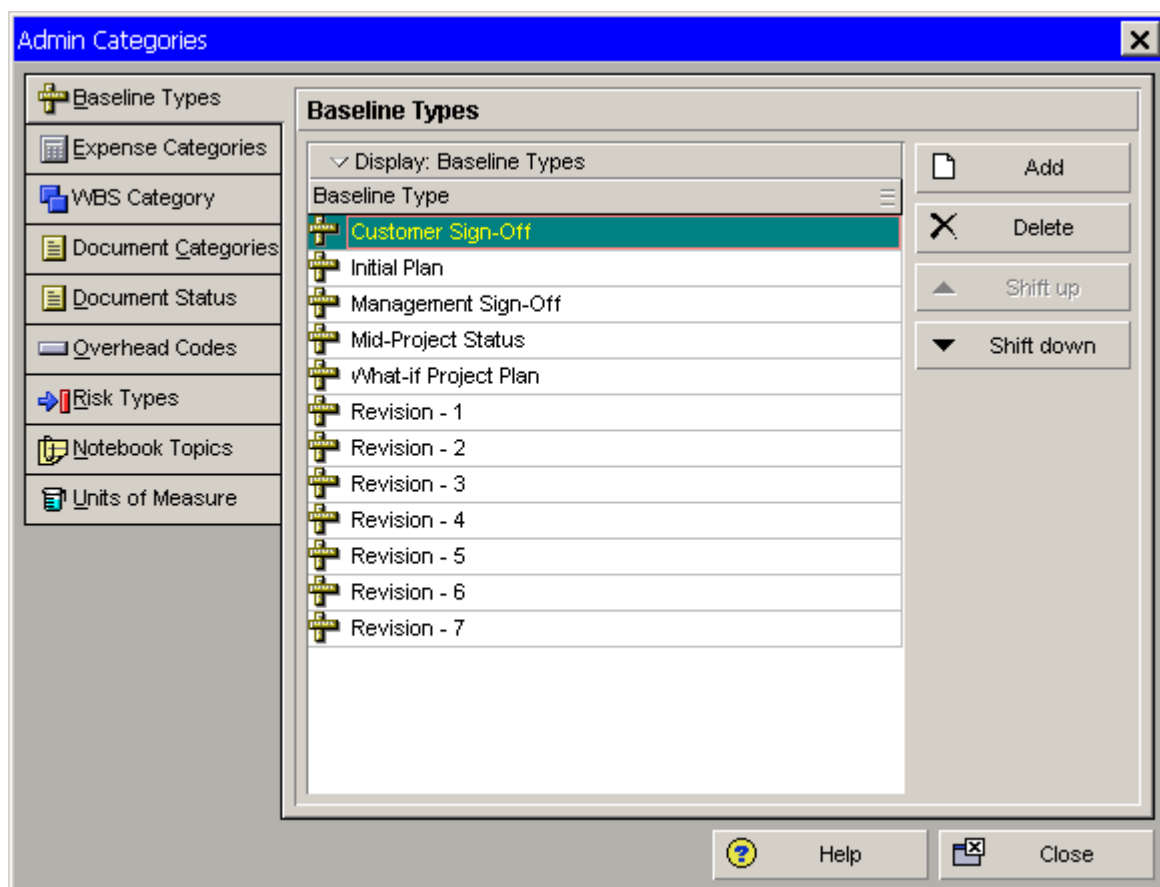 Admin Categories
Baseline Types
Expense Categories
WBS Category
Document Categories
Document Status
Overhead Codes
Risk Types
Notebook Topics
Units of Measure
Baseline Types
Display: Baseline Types
Baseline Type
Customer Sign-Off
Initial Plan
Management Sign-Off
Mid-Project Status
What-if Project Plan
Revision - 1
Revision - 2
Revision - 3
Revision - 4
Revision - 5
Revision - 6
Revision - 7
Add
Delete
Shift up
Shift down
Help
Close